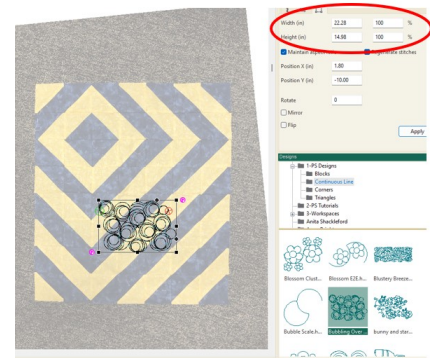 Width (in) 22.28 100 %
Height (in) 14.98 100 %
Maintain aspect
stitches
Position X (in) 1.80
Position Y (in) -10.00
Rotate 0
Mirror
Flip
Apply
Designs
1-PS Designs
Blocks
Continuous Line
Corners
Triangles
2-PS Tutorials
3-Workspaces
Anita Shackleford
Blossom Clust...
Blossom E2E.h...
Blustery Breeze...
Bubble Scale.h...
Bubbling Over
bunny and star...